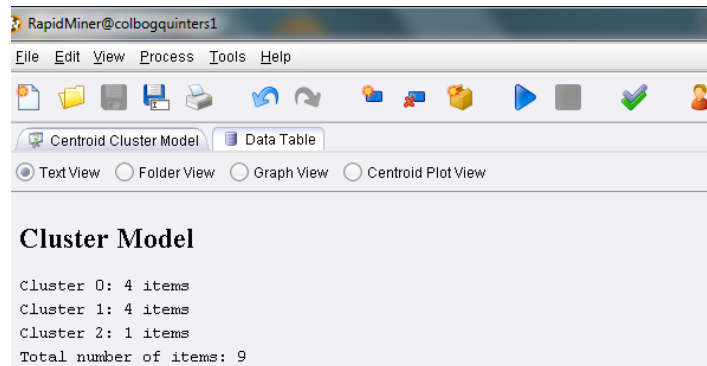 RapidMiner@colbogquinters1
File Edit View Process Tools Help
Centroid Cluster Model Data Table
Text View Folder View Graph View Centroid Plot View
Cluster Model
Cluster 0: 4 items
Cluster 1: 4 items
Cluster 2: 1 items
Total number of items: 9